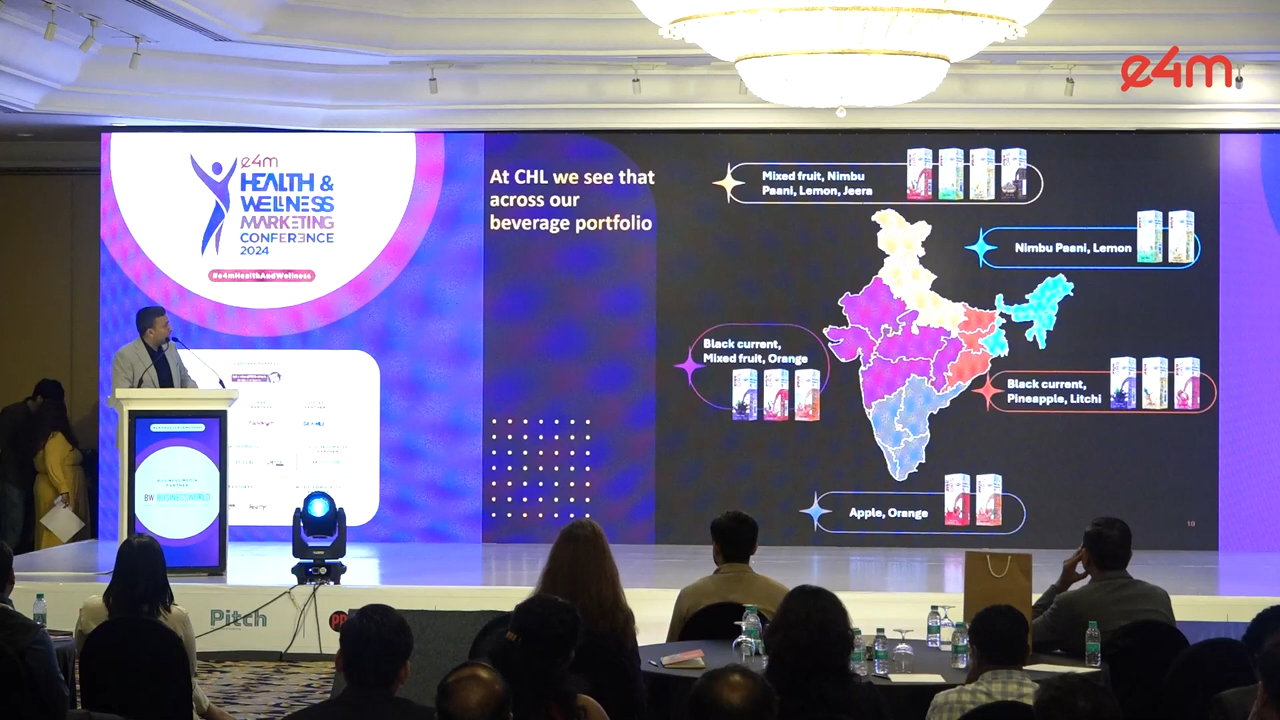 e4m
e4m
HEALTH &
WELLNESS
MARKETING
CONFERENCE
2024
#e4mHealthAndWellness
At CHL we see that
across our
beverage portfolio
Mixed fruit, Nimbu
Paani, Lemon, Jeera
Nimbu Paani, Lemon
Black current,
Mixed fruit, Orange
Black current,
Pineapple, Litchi
Apple, Orange
18
BW BUSINESSWORLD
Pitch